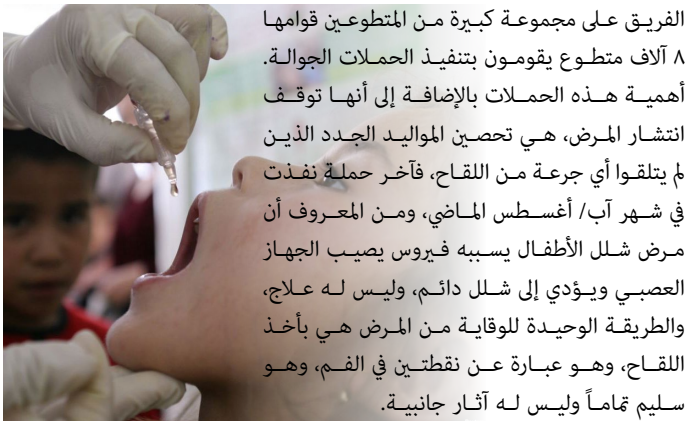 الفريق على مجموعة كبيرة من المتطوعين قوامها
٨ آلاف متطوع يقومون بتنفيذ الحملات الجوالة.
أهمية هذه الحملات بالإضافة إلى أنها توقف
انتشار المرض، هي تحصين المواليد الجدد الذين
لم يتلقوا أي جرعة من اللقاح، فآخر حملة نفذت
في شهر آب/ أغسطس الماضي، ومن المعروف أن
مرض شلل الأطفال يسببه فيروس يصيب الجهاز
العصبي ويؤدي إلى شلل دائم، وليس له علاج،
والطريقة الوحيدة للوقاية من المرض هي بأخذ
اللقاح، وهو عبارة عن نقطتين في الفم، وهو
سليم تماماً وليس له آثار جانبية.